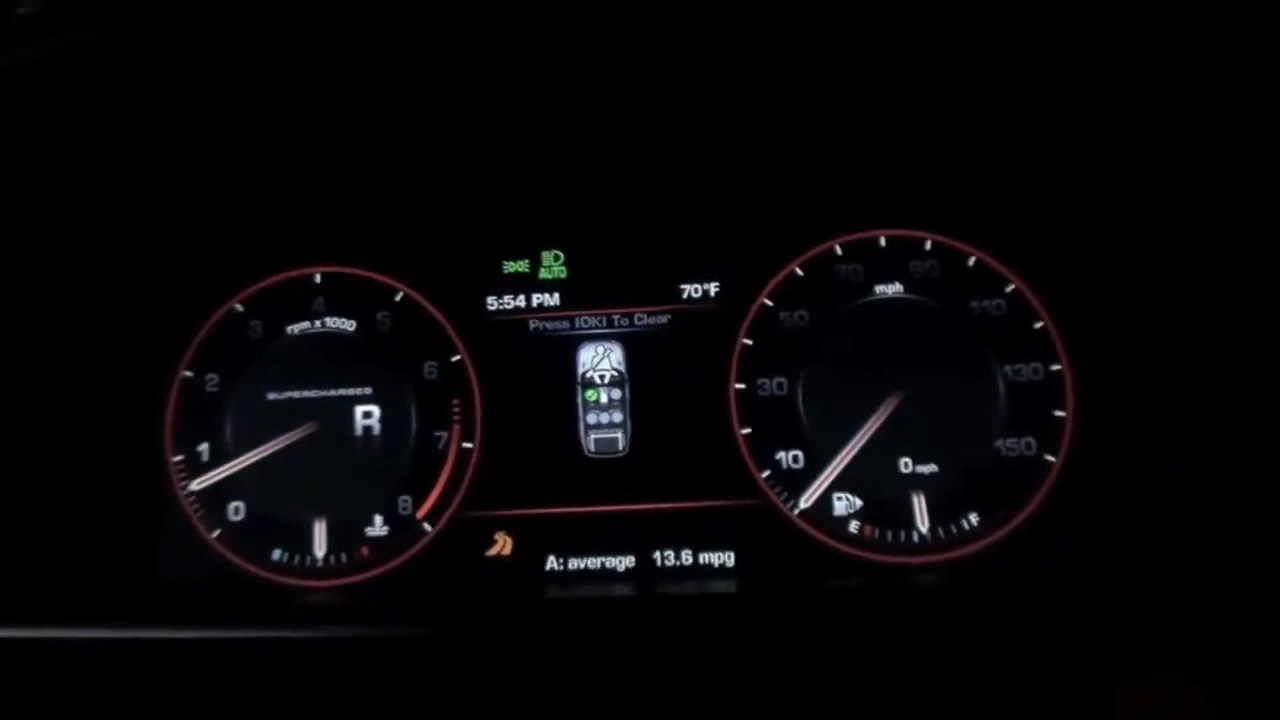 AUTO
5:54 PM
70°F
Press [OK] To Clear
0
1
2
3
4
5
6
7
8
rpm x 1000
SUPERCHARGED
R
10
30
50
70
90
110
130
150
mph
0 mph
E
F
A: average 13.6 mpg